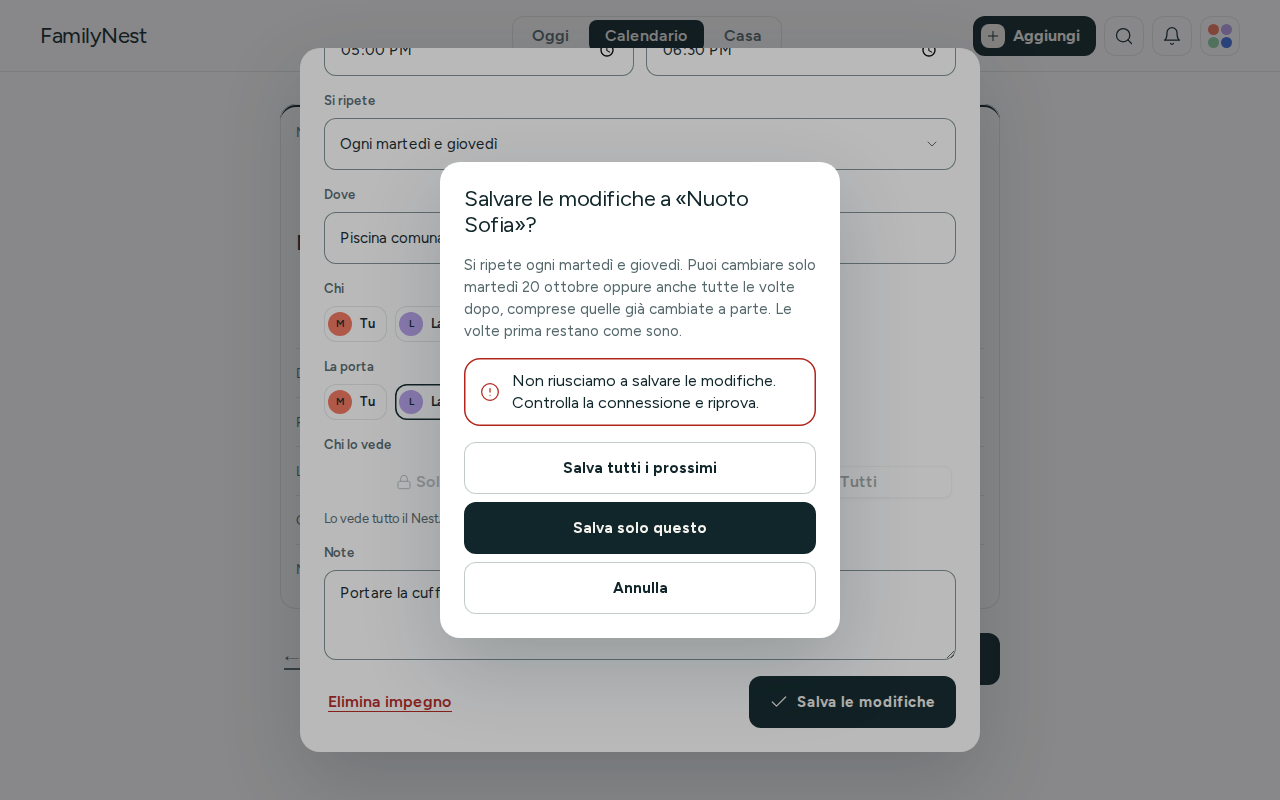 FamilyNest
Oggi
Calendario
Casa
Aggiungi
05:00 PM
06:30 PM
Si ripete
Ogni martedì e giovedì
Dove
Piscina
Chi
M Tu
L
La porta
M Tu
L
Chi lo vede
Tutti
Lo vede tutto il Nest.
Note
Portare la
Salvare le modifiche a «Nuoto
Sofia»?
Si ripete ogni martedì e giovedì. Puoi cambiare solo
martedì 20 ottobre oppure anche tutte le volte
dopo, comprese quelle già cambiate a parte. Le
volte prima restano come sono.
Non riusciamo a salvare le modifiche.
Controlla la connessione e riprova.
Salva tutti i prossimi
Salva solo questo
Annulla
Elimina impegno
Salva le modifiche